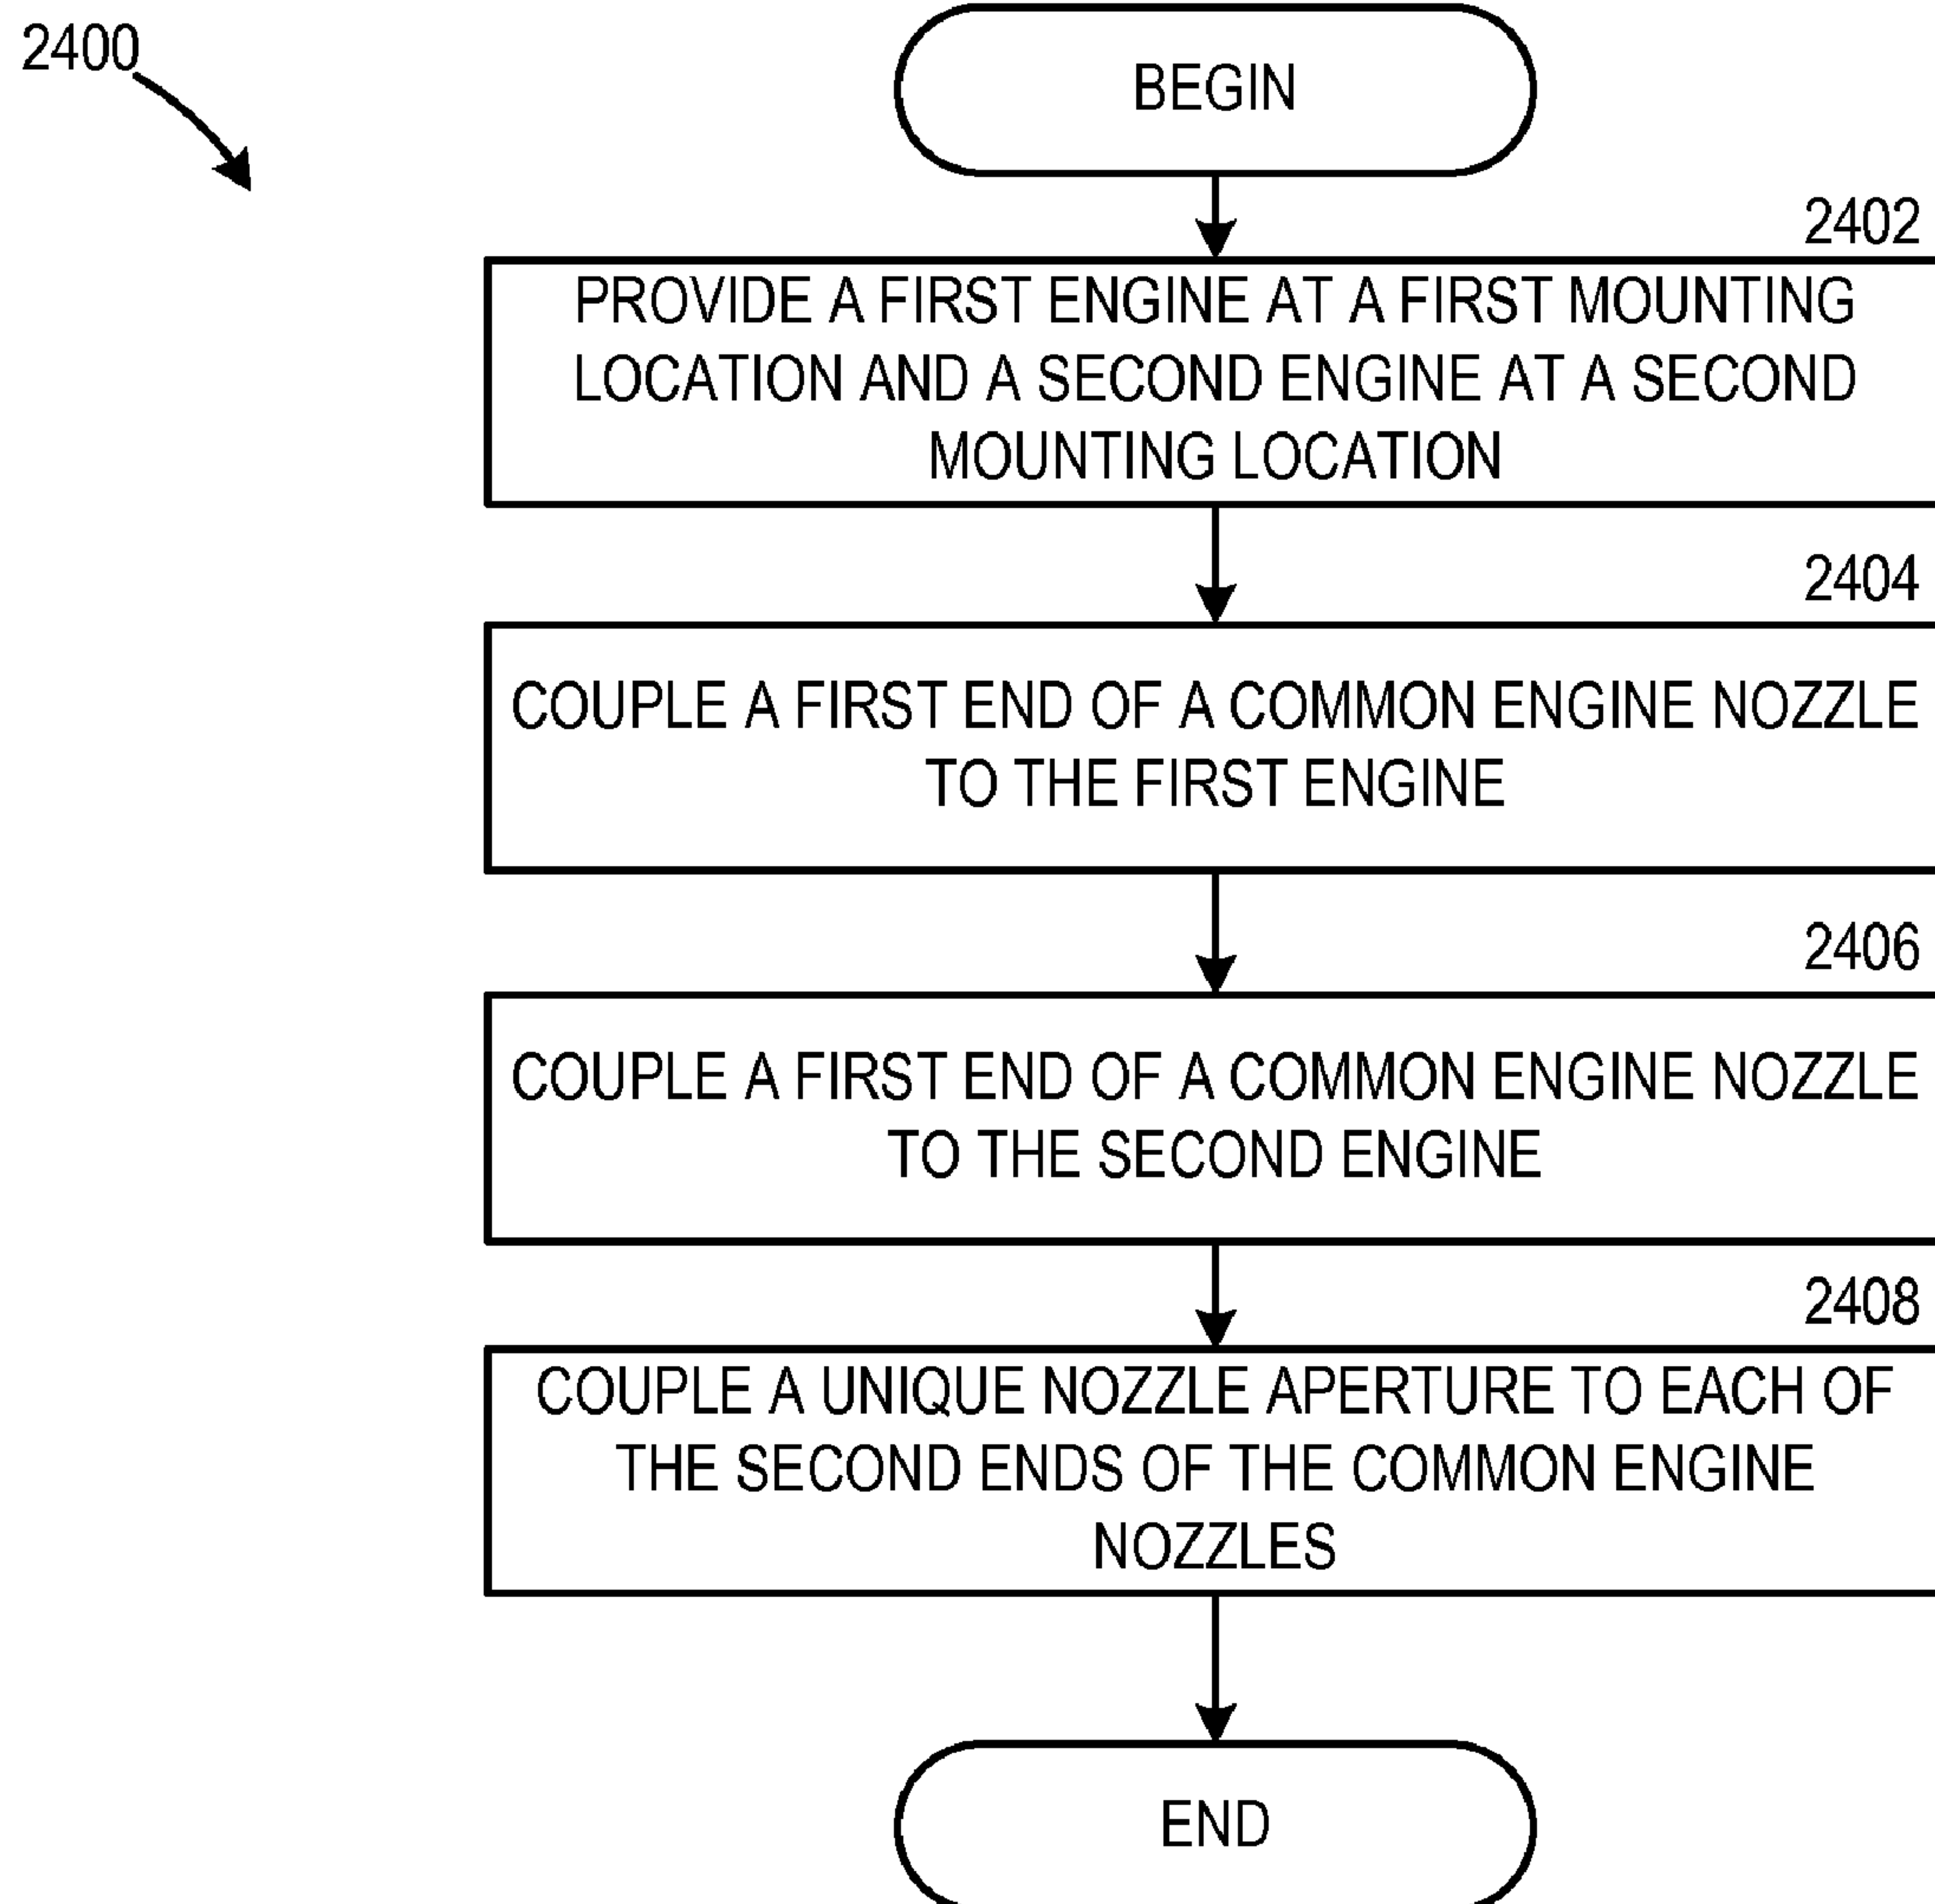 2400
BEGIN
2402
PROVIDE A FIRST ENGINE AT A FIRST MOUNTING
LOCATION AND A SECOND ENGINE AT A SECOND
MOUNTING LOCATION
2404
COUPLE A FIRST END OF A COMMON ENGINE NOZZLE
TO THE FIRST ENGINE
2406
COUPLE A FIRST END OF A COMMON ENGINE NOZZLE
TO THE SECOND ENGINE
2408
COUPLE A UNIQUE NOZZLE APERTURE TO EACH OF
THE SECOND ENDS OF THE COMMON ENGINE
NOZZLES
END